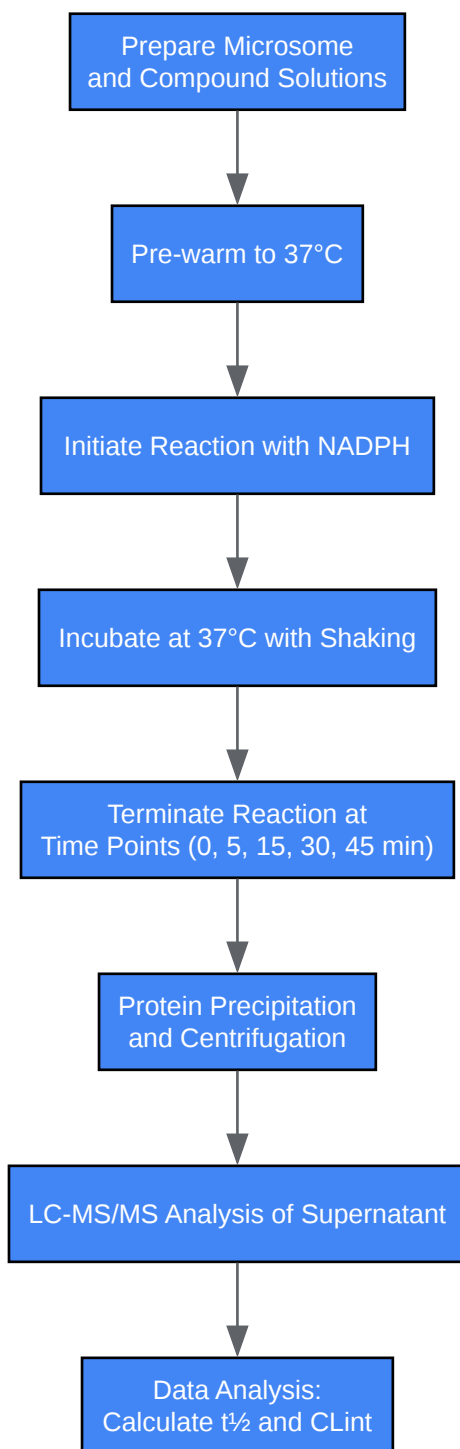 Prepare Microsome
and Compound Solutions
Pre-warm to 37°C
Initiate Reaction with NADPH
Incubate at 37°C with Shaking
Terminate Reaction at
Time Points (0, 5, 15, 30, 45 min)
Protein Precipitation
and Centrifugation
LC-MS/MS Analysis of Supernatant
Data Analysis:
Calculate t½ and CLint